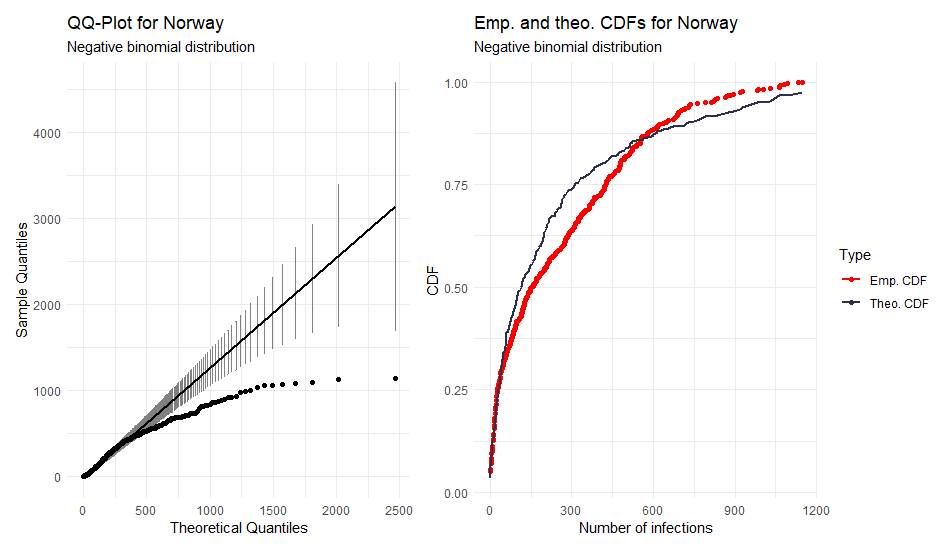 QQ-Plot for Norway
Negative binomial distribution
4000
3000
2000
1000
0
Sample Quantiles
0 500 1000 1500 2000 2500
Theoretical Quantiles
Emp. and theo. CDFs for Norway
Negative binomial distribution
1.00
0.75
0.50
0.25
0.00
CDF
0 300 600 900 1200
Number of infections
Type
Emp. CDF
Theo. CDF